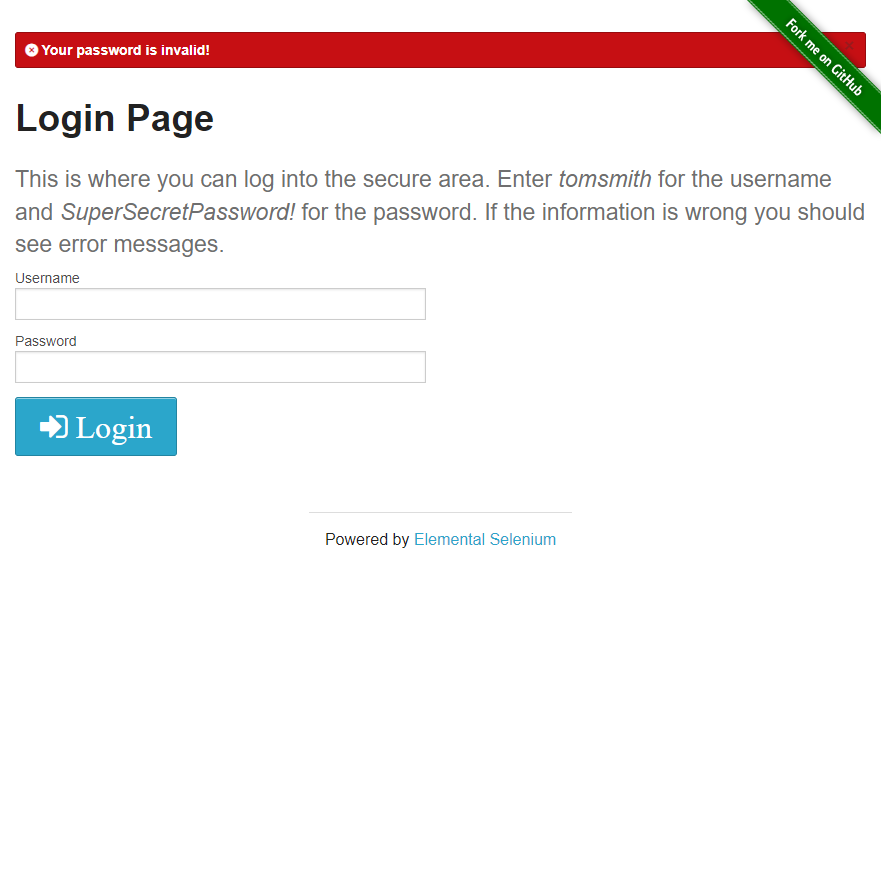 Your password is invalid!
Fork me on GitHub
Login Page
This is where you can log into the secure area. Enter tomsmith for the username
and SuperSecretPassword! for the password. If the information is wrong you should
see error messages.
Username
Password
Login
Powered by Elemental Selenium